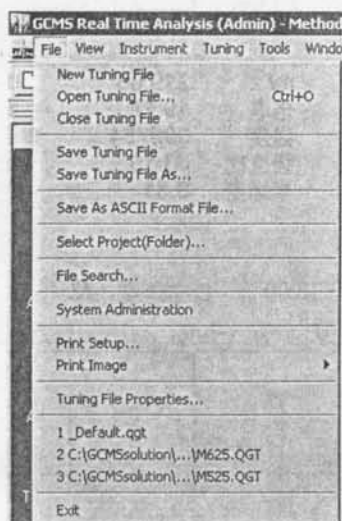 GCMS Real Time Analysis (Admin) - Method
File View Instrument Tuning Tools Windo
New Tuning File
Open Tuning File... Ctrl+O
Close Tuning File
Save Tuning File
Save Tuning File As...
Save As ASCII Format File...
Select Project(Folder)...
File Search...
System Administration
Print Setup...
Print Image
Tuning File Properties...
1 _Default.qgt
2 C:\GCMSsolution\...\M625.QGT
3 C:\GCMSsolution\...\M525.QGT
Exit